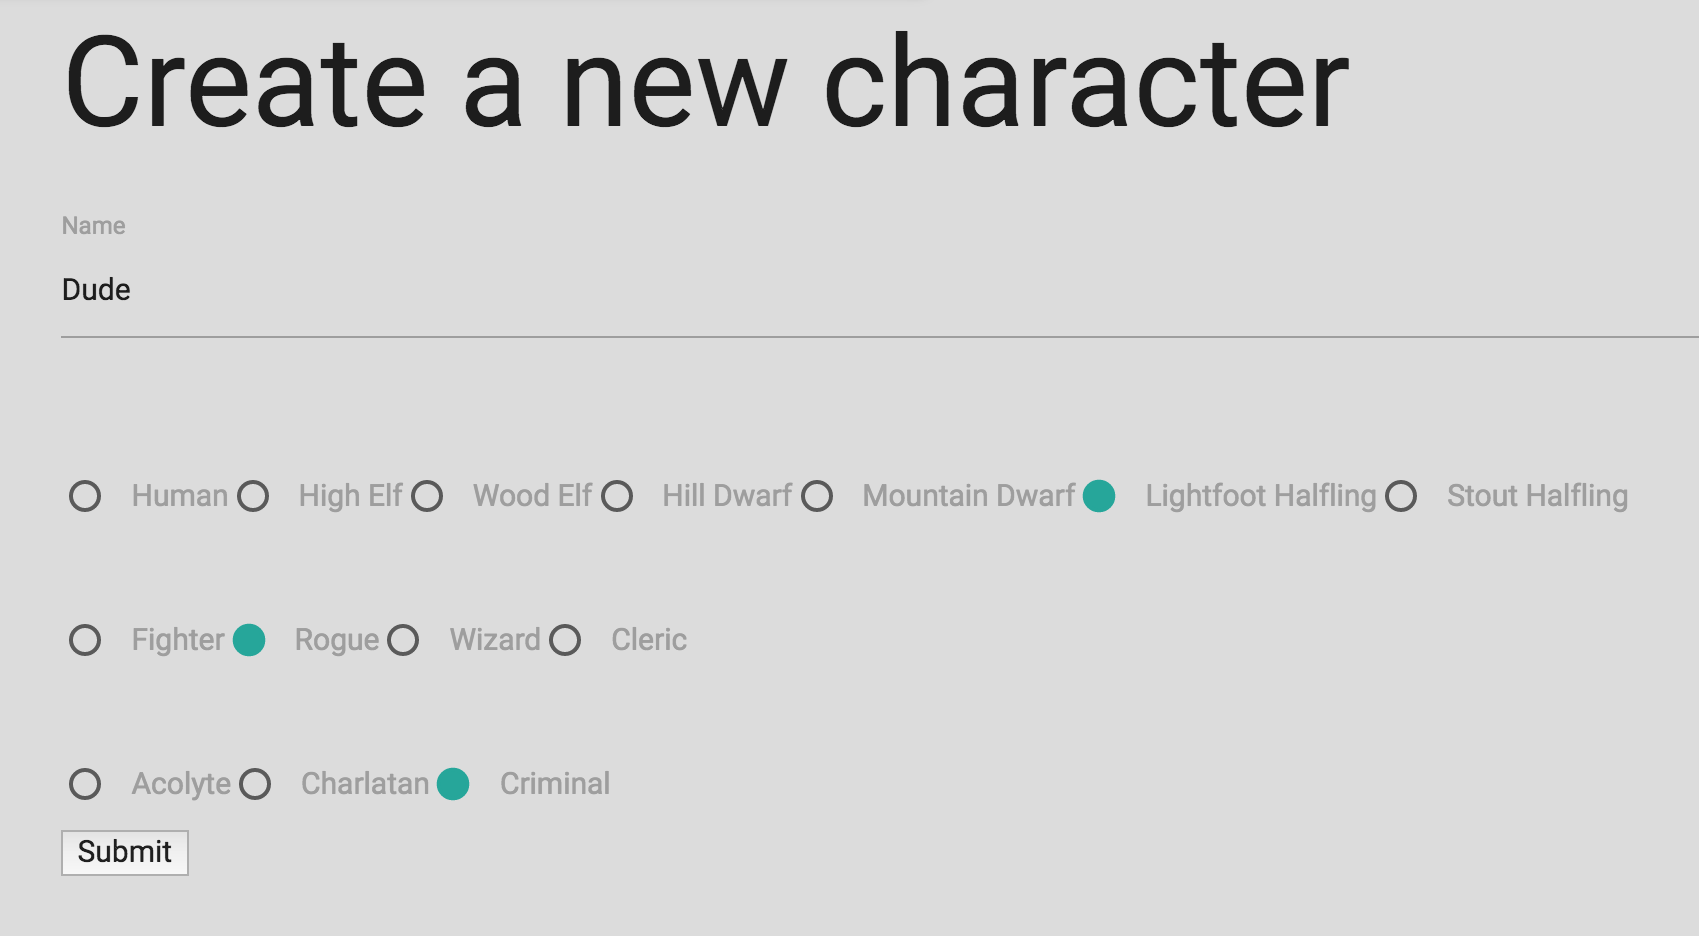 Create a new character
Name
Dude
Human High Elf Wood Elf Hill Dwarf Mountain Dwarf Lightfoot Halfling Stout Halfling
Fighter Rogue Wizard Cleric
Acolyte Charlatan Criminal
Submit